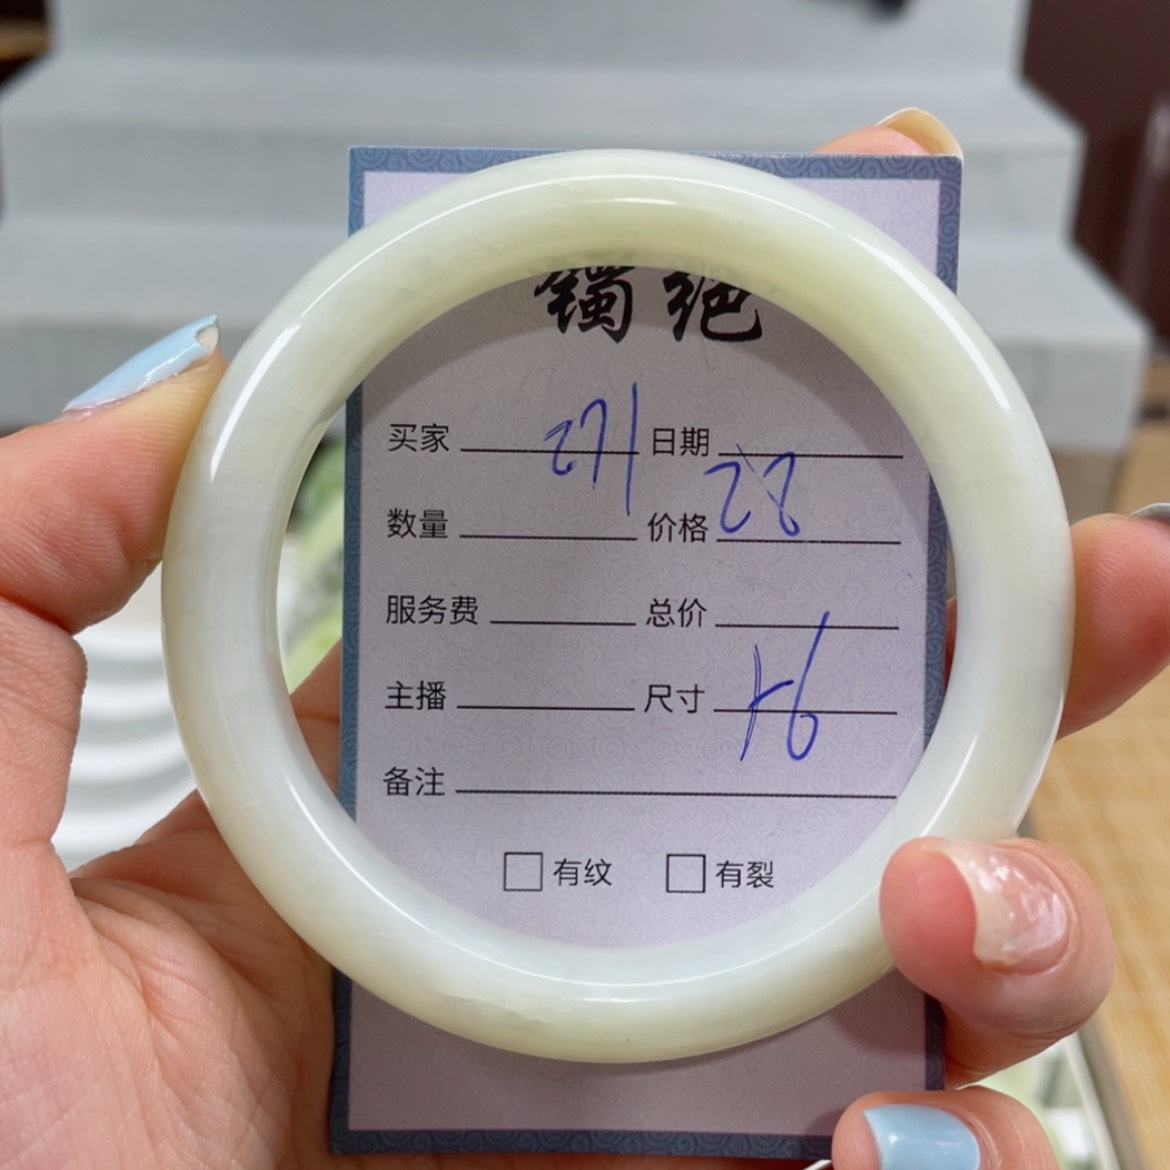 镯绝
买家 271 日期
数量 价格 28
服务费 总价
主播 尺寸 56
备注
□有纹 □有裂